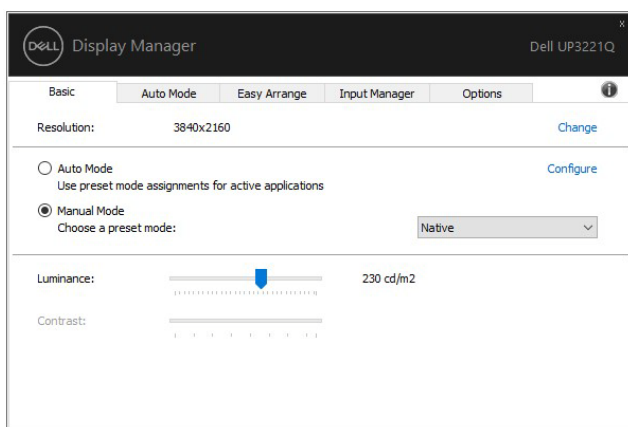 x
DELL Display Manager Dell UP3221Q
Basic Auto Mode Easy Arrange Input Manager Options i
Resolution: 3840x2160 Change
Auto Mode Configure
Use preset mode assignments for active applications
Manual Mode
Choose a preset mode: Native
Luminance: 230 cd/m2
Contrast: